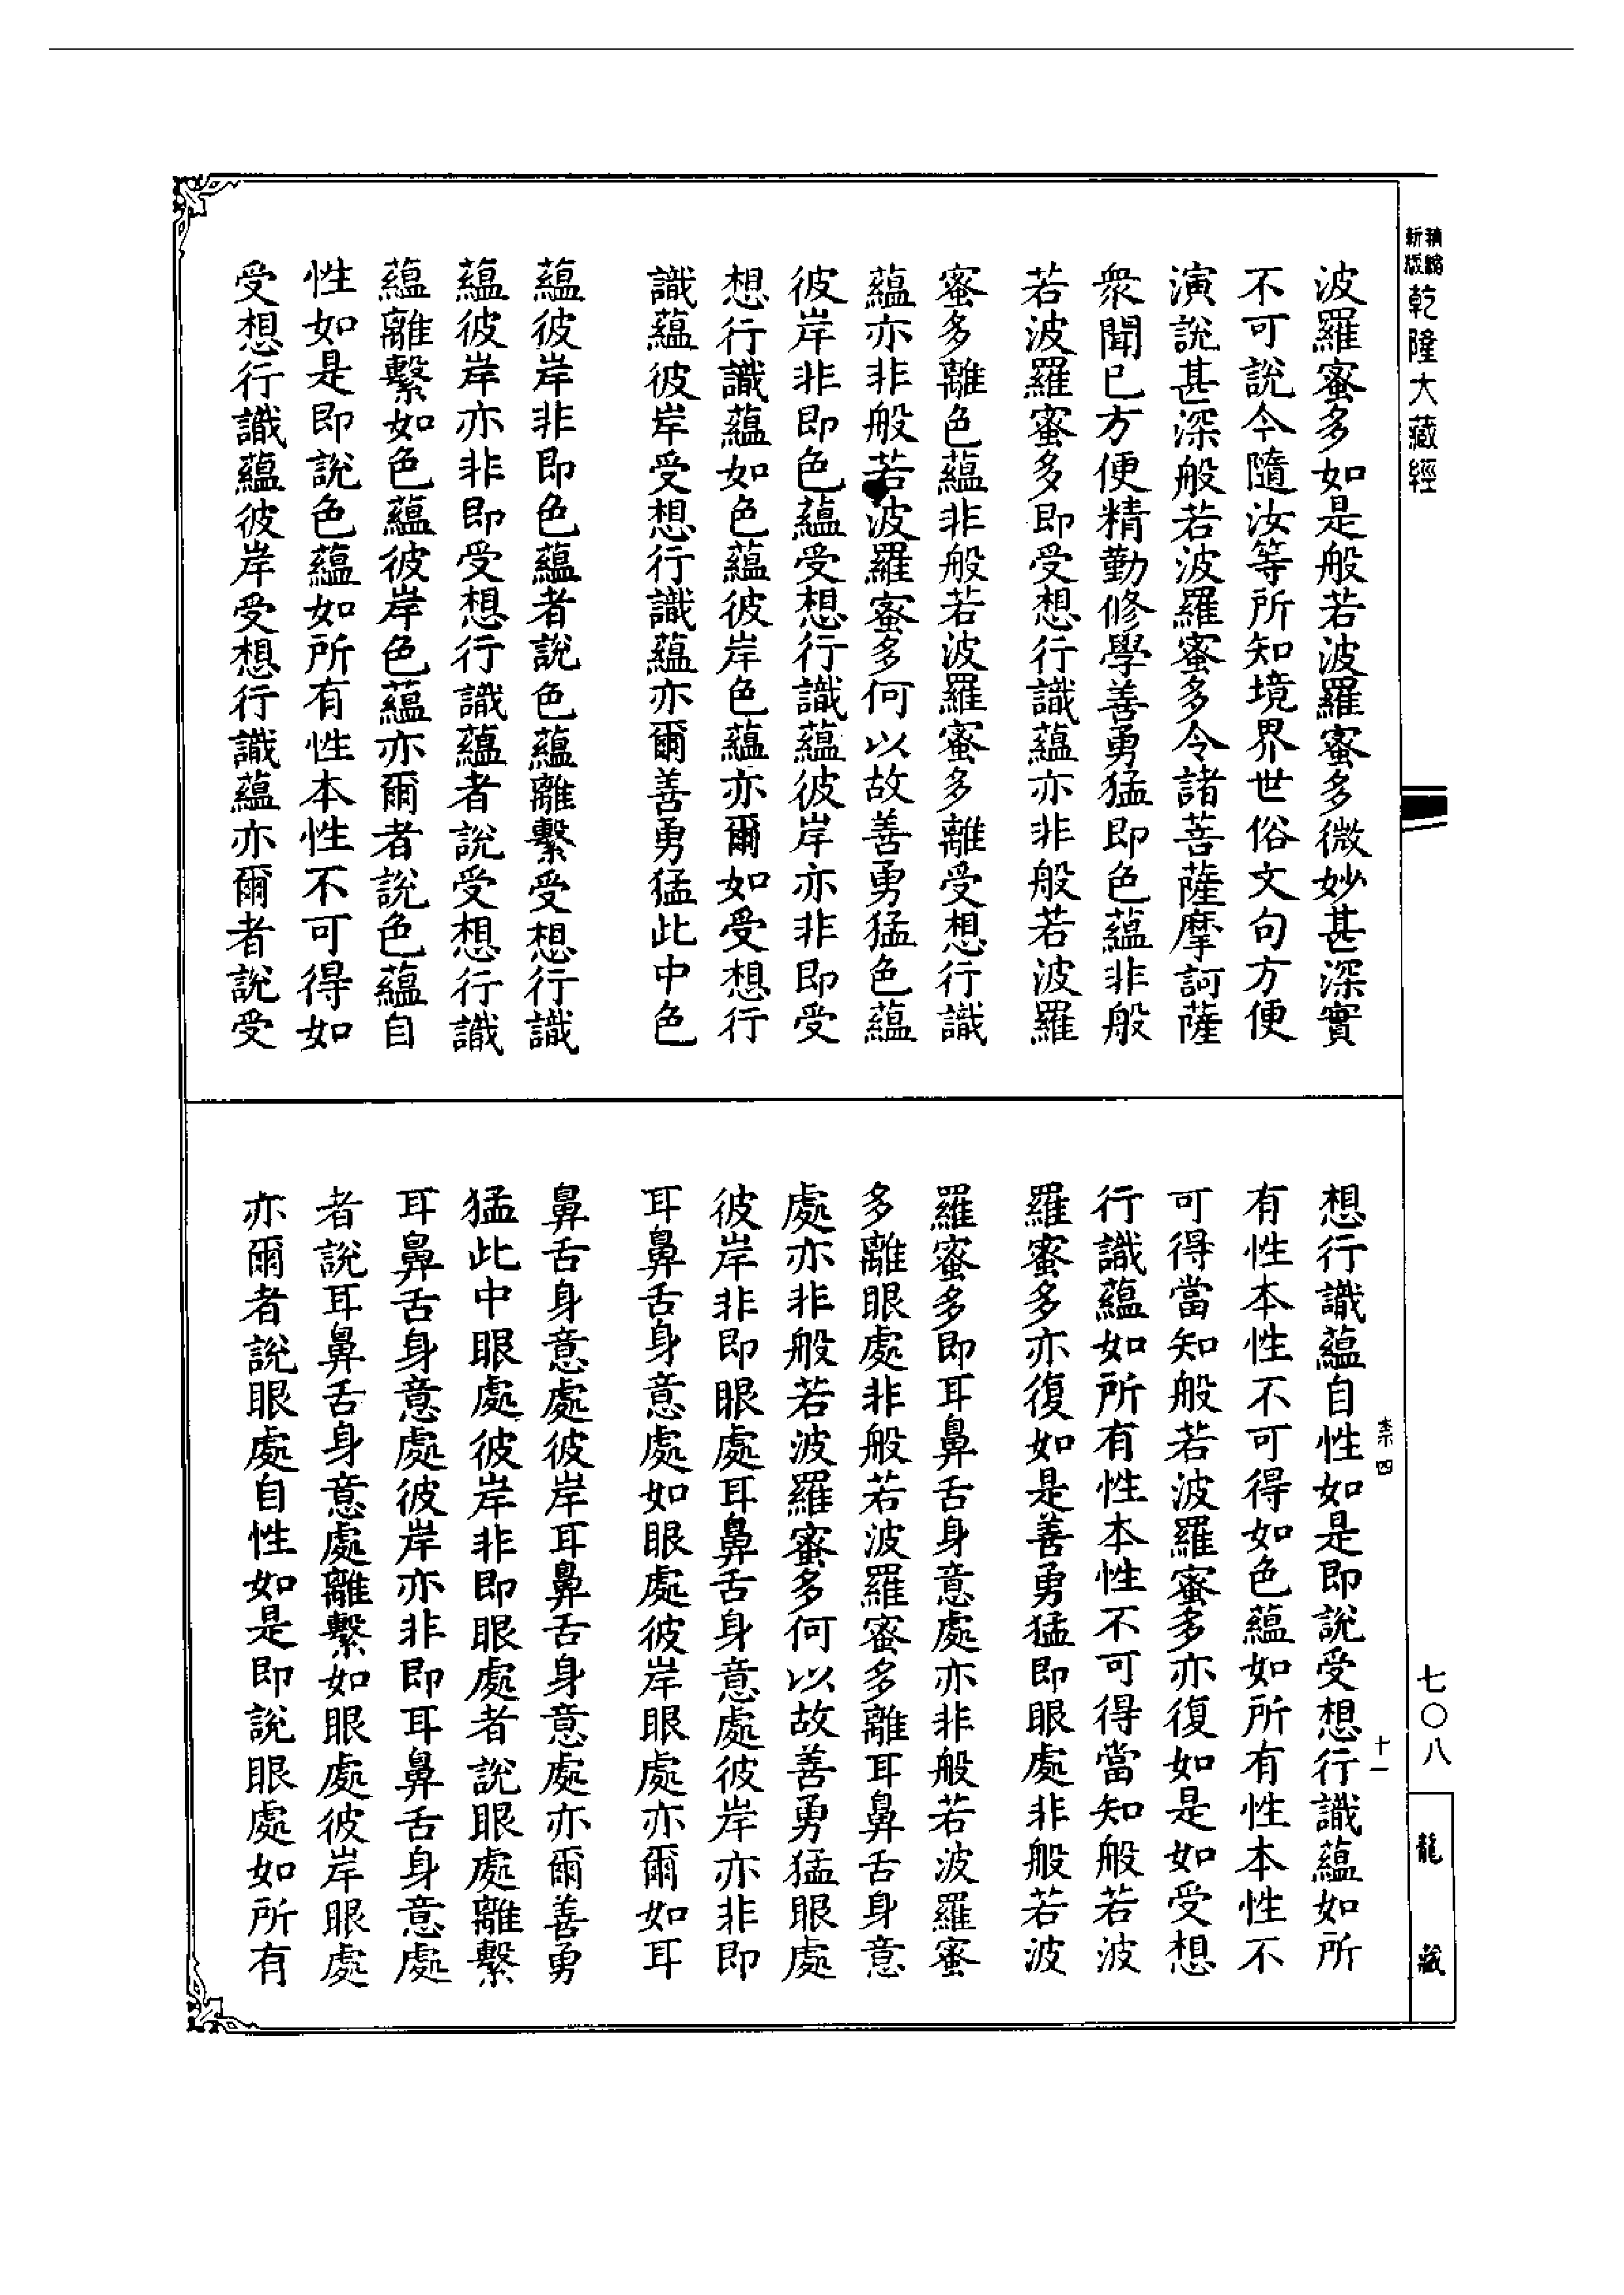 精縮新版乾隆大藏經
波羅蜜多如是般若波羅蜜多微妙甚深實
不可說今隨汝等所知境界世俗文句方便
演說甚深般若波羅蜜多令諸菩薩摩訶薩
衆聞已方便精勤修學善勇猛即色蘊非般
若波羅蜜多即受想行識蘊亦非般若波羅
蜜多離色蘊非般若波羅蜜多離受想行識
蘊亦非般若波羅蜜多何以故善勇猛色蘊
彼岸非即色蘊受想行識蘊彼岸亦非即受
想行識蘊如色蘊彼岸色蘊亦爾如受想行
識蘊彼岸受想行識蘊亦爾善勇猛此中色
蘊彼岸非即色蘊者說色蘊離繫受想行識
蘊彼岸亦非即受想行識蘊者說受想行識
蘊離繫如色蘊彼岸色蘊亦爾者說色蘊自
性如是即說色蘊如所有性本性不可得如
受想行識蘊彼岸受想行識蘊亦爾者說受
想行識蘊自性如是即說受想行識蘊如所
有性本性不可得如色蘊如所有性本性不
可得當知般若波羅蜜多亦復如是如受想
行識蘊如所有性本性不可得當知般若波
羅蜜多亦復如是善勇猛即眼處非般若波
羅蜜多即耳鼻舌身意處亦非般若波羅蜜
多離眼處非般若波羅蜜多離耳鼻舌身意
處亦非般若波羅蜜多何以故善勇猛眼處
彼岸非即眼處耳鼻舌身意處彼岸亦非即
耳鼻舌身意處如眼處彼岸眼處亦爾如耳
鼻舌身意處彼岸耳鼻舌身意處亦爾善勇
猛此中眼處彼岸非即眼處者說眼處離繫
耳鼻舌身意處彼岸亦非即耳鼻舌身意處
者說耳鼻舌身意處離繫如眼處彼岸眼處
亦爾者說眼處自性如是即說眼處如所有
四
十一
七〇八
龍藏